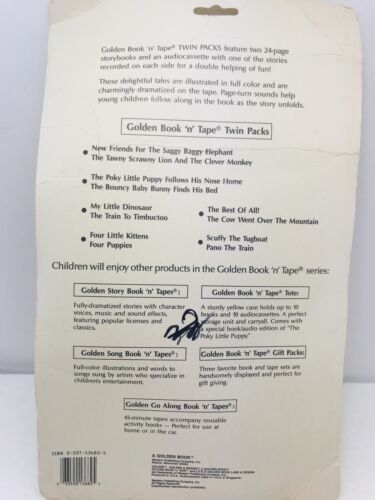 Golden Book 'n' Tape® TWIN PACKS feature two 24-page
storybooks and an audiocassette with one of the stories
recorded on each side for a double helping of fun!
These delightful tales are illustrated in full color and are
charmingly dramatized on the tape. Page-turn sounds help
young children follow along in the book as the story unfolds.
Golden Book 'n' Tape® Twin Packs
• New Friends For The Saggy Baggy Elephant
The Tawny Scrawny Lion And The Clever Monkey
• The Poky Little Puppy Follows His Nose Home
The Bouncy Baby Bunny Finds His Bed
• My Little Dinosaur
The Train To Timbuctoo
• The Best Of All!
The Cow Went Over The Mountain
• Four Little Kittens
Four Puppies
• Scuffy The Tugboat
Pano The Train
Children will enjoy other products in the Golden Book 'n' Tape® series:
Golden Story Book 'n' Tapes®:
Fully-dramatized stories with character
voices, music and sound effects,
featuring popular licenses and
classics.
Golden Book 'n' Tape® Tote:
A sturdy yellow case holds up to 10
books and 10 audiocassettes. A perfect
storage unit and carryall. Comes with
a special book/audio edition of "The
Poky Little Puppy."
Golden Song Book 'n' Tapes®:
Full-color illustrations and words to
songs sung by artists who specialize in
children's entertainment.
Golden Book 'n' Tape® Gift Packs:
Three favorite book and tape sets are
handsomely displayed and perfect for
gift giving.
Golden Go Along Book 'n' Tapes®:
45-minute tapes accompany reusable
activity books — Perfect for use at
home or in the car.
A GOLDEN BOOK®
Western Publishing Company, Inc.
Racine, Wisconsin 53404